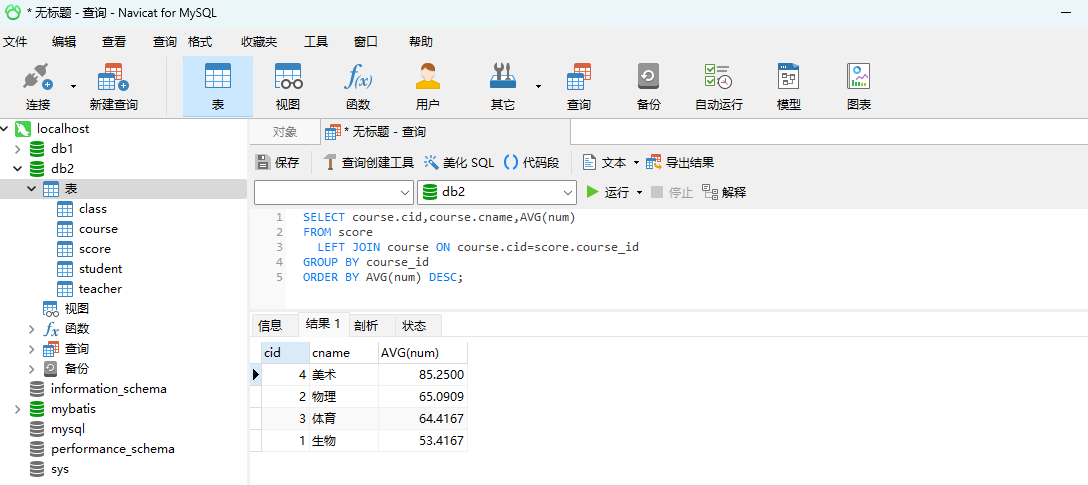 * 无标题 - 查询 - Navicat for MySQL
文件 编辑 查看 查询 格式 收藏夹 工具 窗口 帮助
连接 新建查询 表 视图 函数 用户 其它 查询 备份 自动运行 模型 图表
localhost
db1
db2
表
class
course
score
student
teacher
视图
函数
查询
备份
information_schema
mybatis
mysql
performance_schema
sys
对象 * 无标题 - 查询
保存 查询创建工具 美化 SQL 代码段 文本 导出结果
db2 运行 停止 解释
1 SELECT course.cid,course.cname,AVG(num)
2 FROM score
3 LEFT JOIN course ON course.cid=score.course_id
4 GROUP BY course_id
5 ORDER BY AVG(num) DESC;
信息 结果 1 剖析 状态
cid cname AVG(num)
4 美术 85.2500
2 物理 65.0909
3 体育 64.4167
1 生物 53.4167